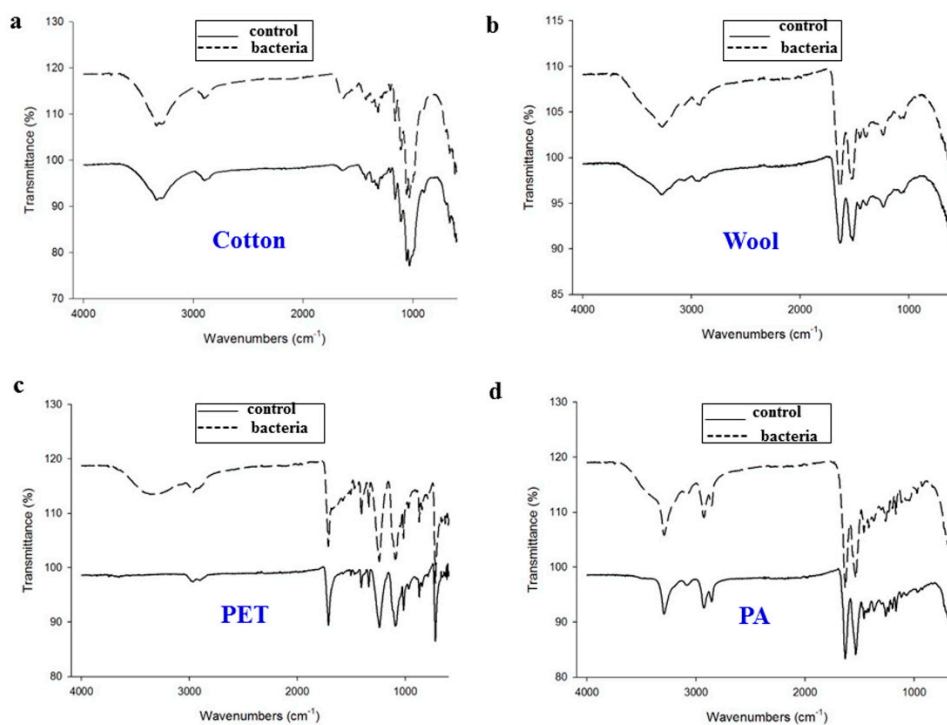 a
control
bacteria
130
120
110
100
90
80
70
Transmittance (%)
Cotton
4000 3000 2000 1000
Wavenumbers (cm-1)
b
control
bacteria
115
110
105
100
95
90
85
Transmittance (%)
Wool
4000 3000 2000 1000
Wavenumbers (cm-1)
c
control
bacteria
130
120
110
100
90
80
Transmittance (%)
PET
4000 3000 2000 1000
Wavenumbers (cm-1)
d
control
bacteria
130
120
110
100
90
80
Transmittance (%)
PA
4000 3000 2000 1000
Wavenumbers (cm-1)